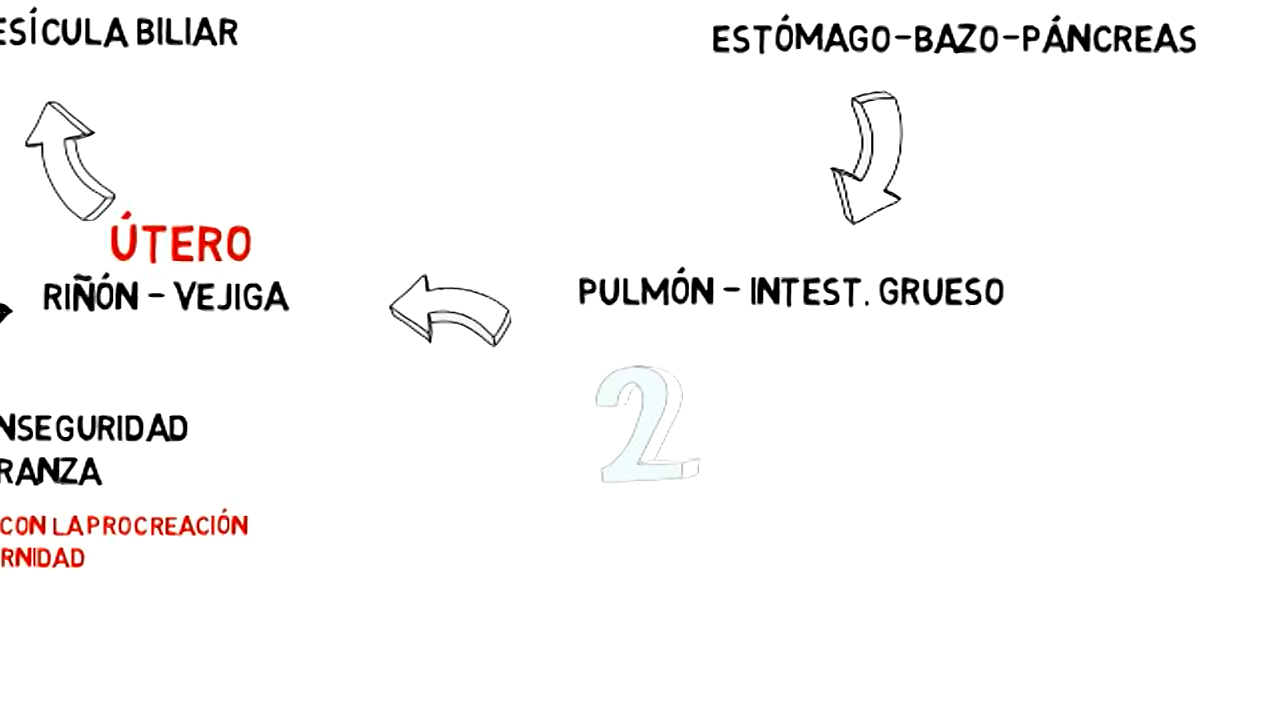 ESÍCULA BILIAR
ESTÓMAGO-BAZO-PÁNCREAS
ÚTERO
RIÑÓN - VEJIGA
PULMÓN - INTEST. GRUESO
2
NSEGURIDAD
RANZA
CON LA PROCREACIÓN
RNIDAD